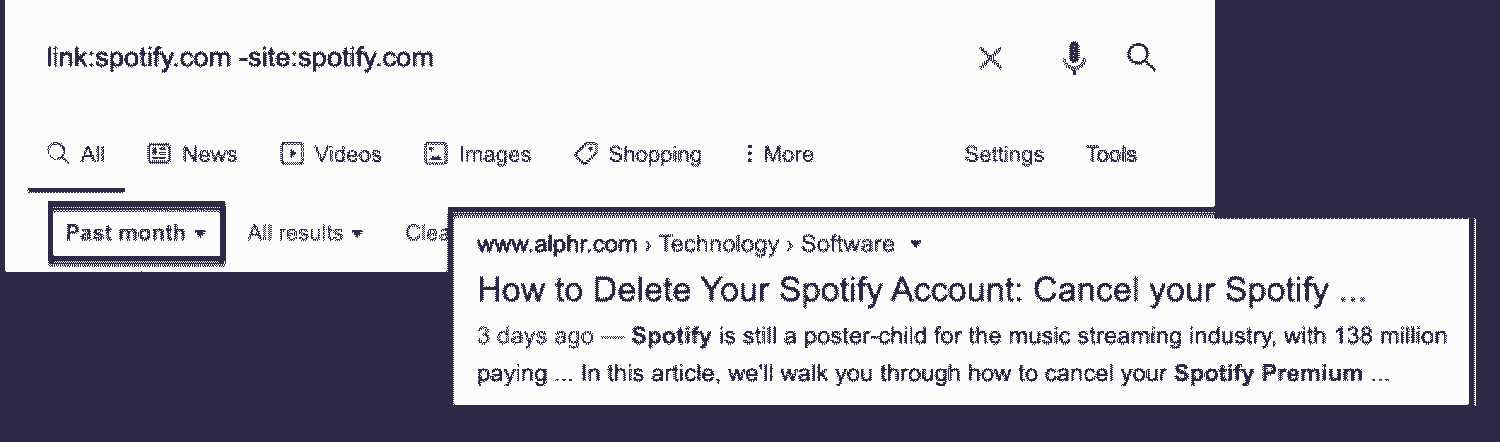 link:spotify.com -site:spotify.com
All News Videos Images Shopping More Settings Tools
Past month All results Clea
www.alphr.com › Technology › Software
How to Delete Your Spotify Account: Cancel your Spotify ...
3 days ago — Spotify is still a poster-child for the music streaming industry, with 138 million
paying ... In this article, we'll walk you through how to cancel your Spotify Premium ...